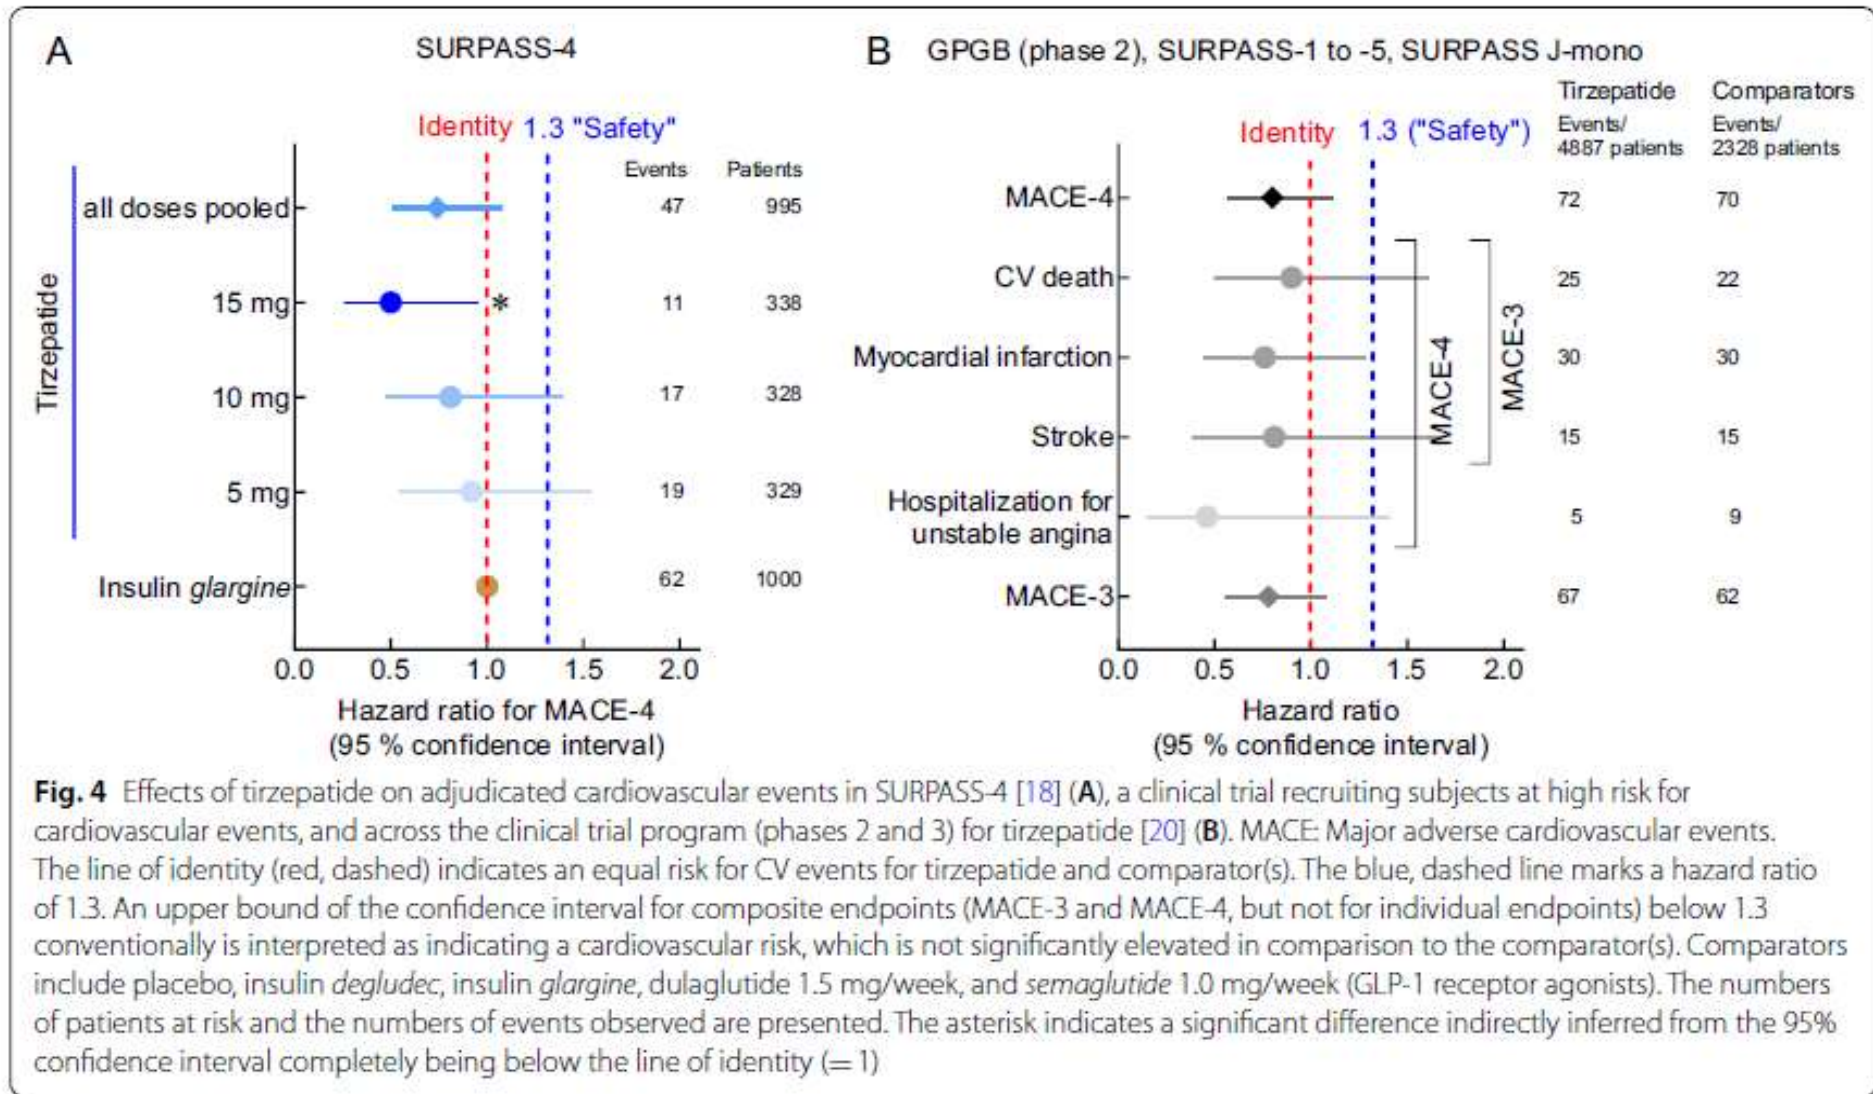 A
SURPASS-4
Identity 1.3 "Safety"
Events Patients
Tirzepatide
all doses pooled 47 995
15 mg * 11 338
10 mg 17 328
5 mg 19 329
Insulin glargine 62 1000
0.0 0.5 1.0 1.5 2.0
Hazard ratio for MACE-4
(95 % confidence interval)
B
GPGB (phase 2), SURPASS-1 to -5, SURPASS J-mono
Tirzepatide Comparators
Events/ Events/
4887 patients 2328 patients
Identity 1.3 ("Safety")
MACE-4 72 70
CV death 25 22
Myocardial infarction 30 30
Stroke 15 15
Hospitalization for
unstable angina 5 9
MACE-3 67 62
MACE-4
MACE-3
0.0 0.5 1.0 1.5 2.0
Hazard ratio
(95 % confidence interval)
Fig. 4 Effects of tirzepatide on adjudicated cardiovascular events in SURPASS-4 [18] (A), a clinical trial recruiting subjects at high risk for
cardiovascular events, and across the clinical trial program (phases 2 and 3) for tirzepatide [20] (B). MACE: Major adverse cardiovascular events.
The line of identity (red, dashed) indicates an equal risk for CV events for tirzepatide and comparator(s). The blue, dashed line marks a hazard ratio
of 1.3. An upper bound of the confidence interval for composite endpoints (MACE-3 and MACE-4, but not for individual endpoints) below 1.3
conventionally is interpreted as indicating a cardiovascular risk, which is not significantly elevated in comparison to the comparator(s). Comparators
include placebo, insulin degludec, insulin glargine, dulaglutide 1.5 mg/week, and semaglutide 1.0 mg/week (GLP-1 receptor agonists). The numbers
of patients at risk and the numbers of events observed are presented. The asterisk indicates a significant difference indirectly inferred from the 95%
confidence interval completely being below the line of identity (= 1)